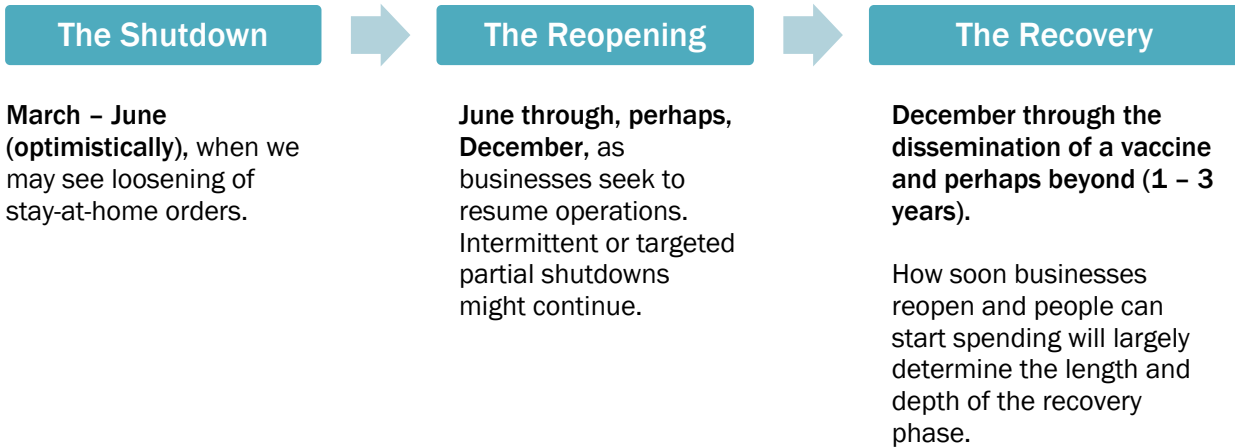 The Shutdown
March – June
(optimistically), when we
may see loosening of
stay-at-home orders.
The Reopening
June through, perhaps,
December, as
businesses seek to
resume operations.
Intermittent or targeted
partial shutdowns
might continue.
The Recovery
December through the
dissemination of a vaccine
and perhaps beyond (1 – 3
years).
How soon businesses
reopen and people can
start spending will largely
determine the length and
depth of the recovery
phase.